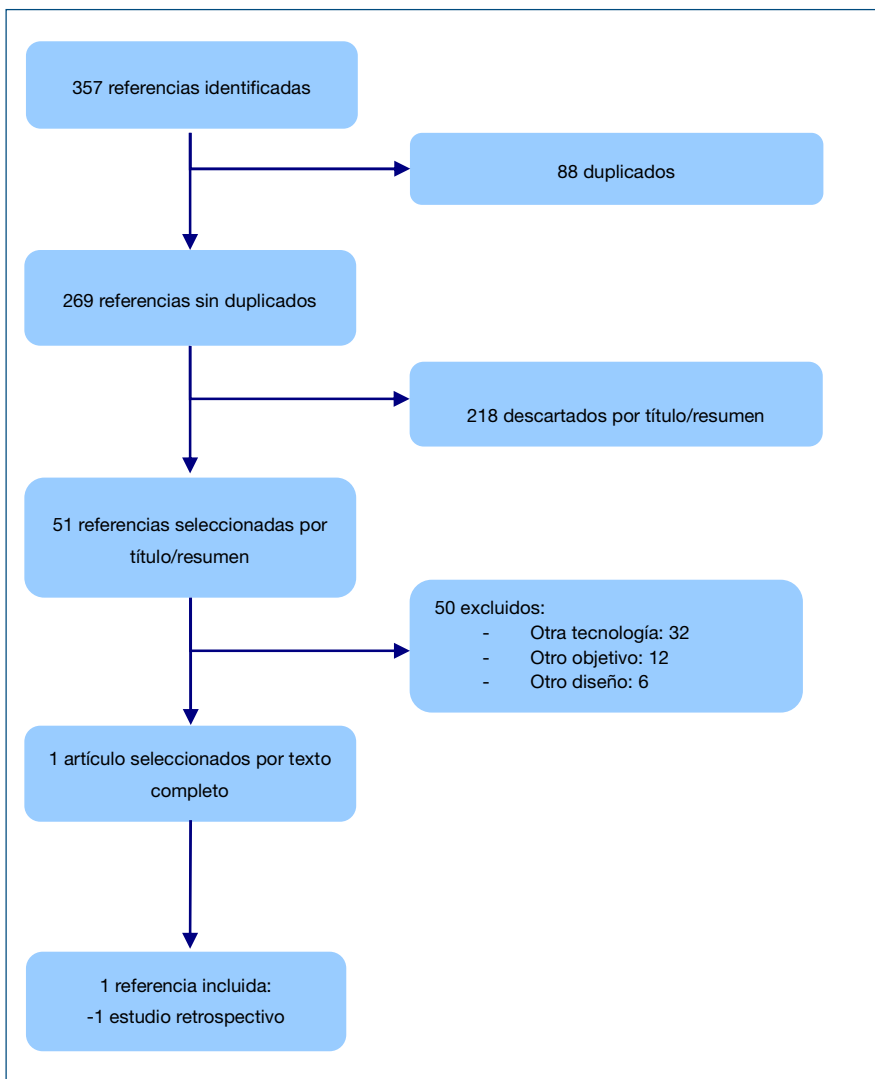 357 referencias identificadas
88 duplicados
269 referencias sin duplicados
218 descartados por título/resumen
51 referencias seleccionadas por
título/resumen
50 excluidos:
- Otra tecnología: 32
- Otro objetivo: 12
- Otro diseño: 6
1 artículo seleccionados por texto
completo
1 referencia incluida:
-1 estudio retrospectivo